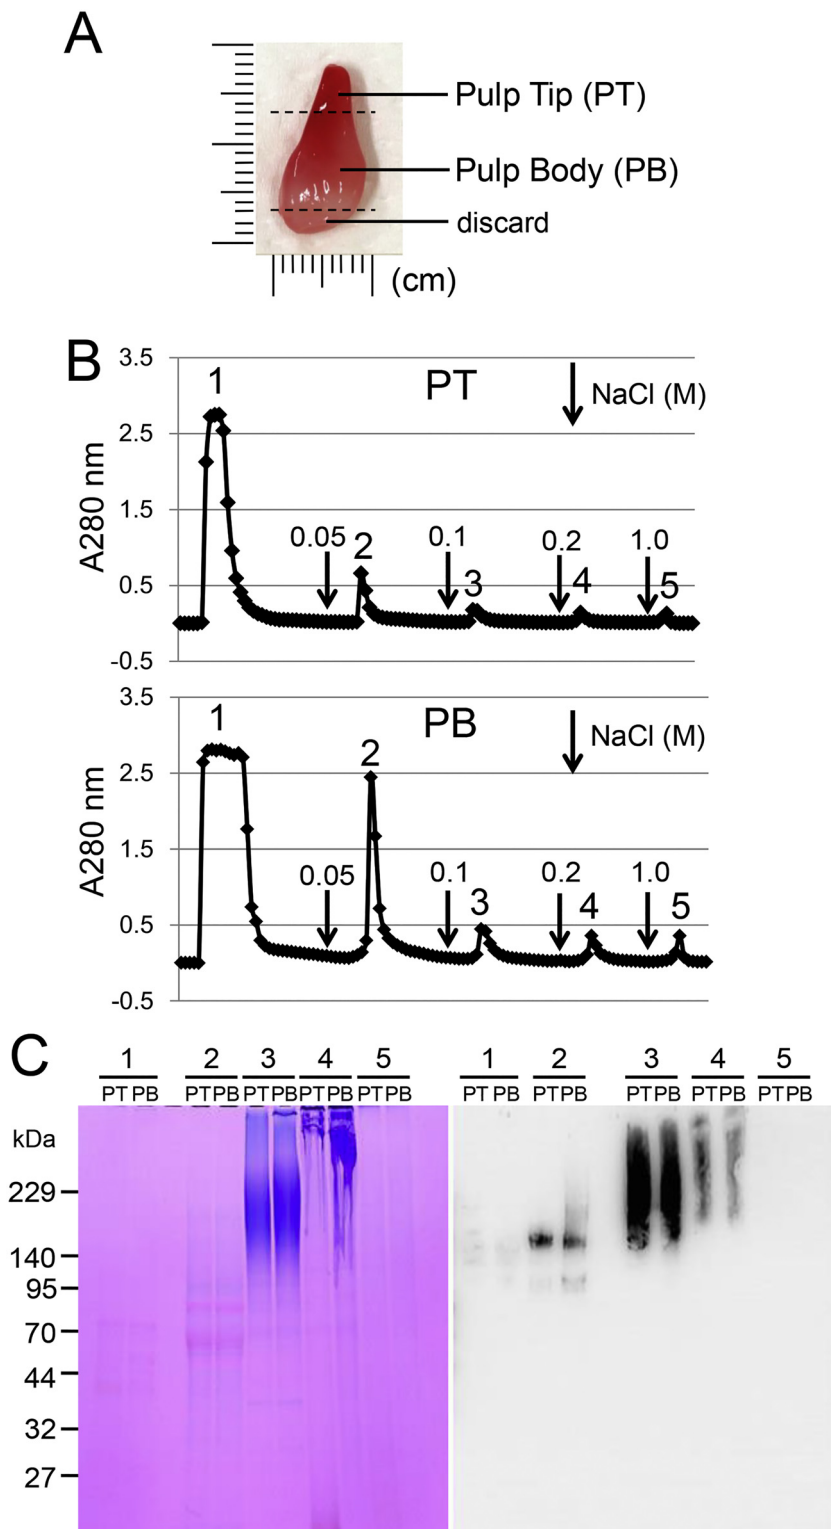 A
Pulp Tip (PT)
Pulp Body (PB)
discard
(cm)
B
3.5
2.5
1.5
0.5
-0.5
A280 nm
PT
NaCl (M)
1
0.05
2
0.1
3
0.2
4
1.0
5
3.5
2.5
1.5
0.5
-0.5
A280 nm
PB
NaCl (M)
1
0.05
2
0.1
3
0.2
4
1.0
5
C
1 2 3 4 5
PT PB PT PB PT PB PT PB PT PB
kDa
229
140
95
70
44
32
27
1 2 3 4 5
PT PB PT PB PT PB PT PB PT PB